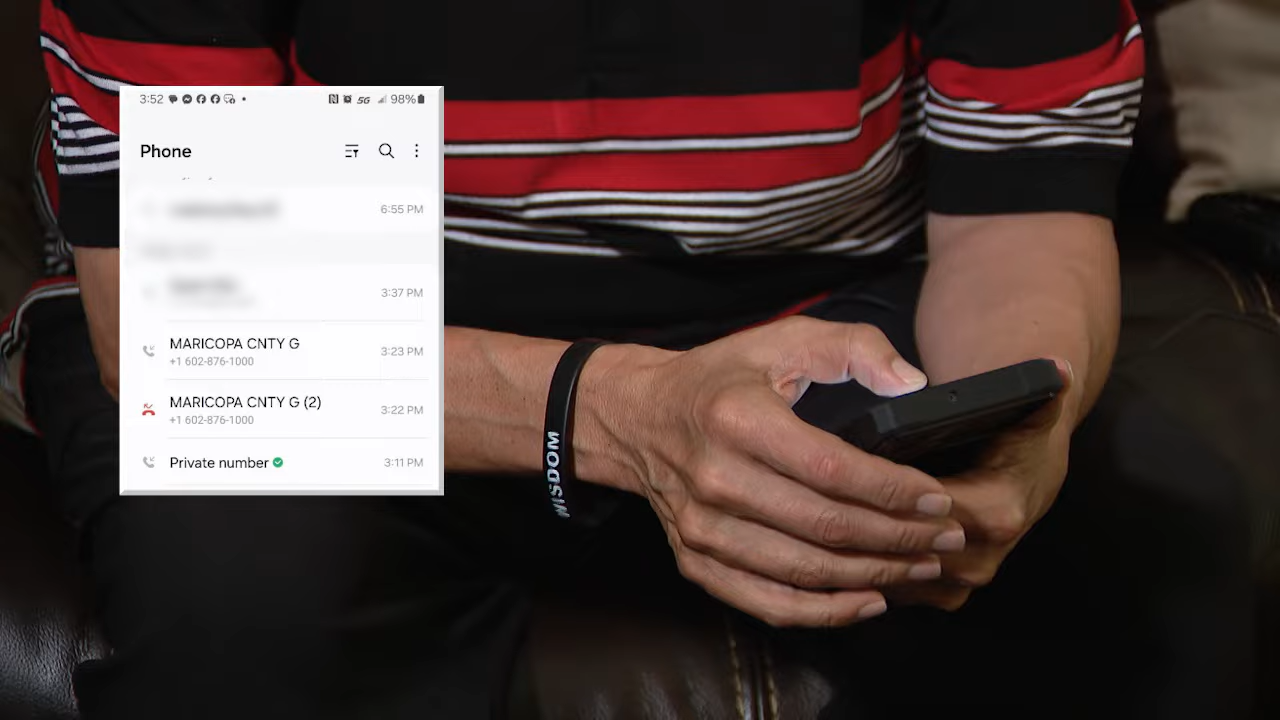 3:52 5G 98%
Phone
6:55 PM
3:37 PM
MARICOPA CNTY G
+1 602-876-1000
3:23 PM
MARICOPA CNTY G (2)
+1 602-876-1000
3:22 PM
Private number
3:11 PM
WISDOM